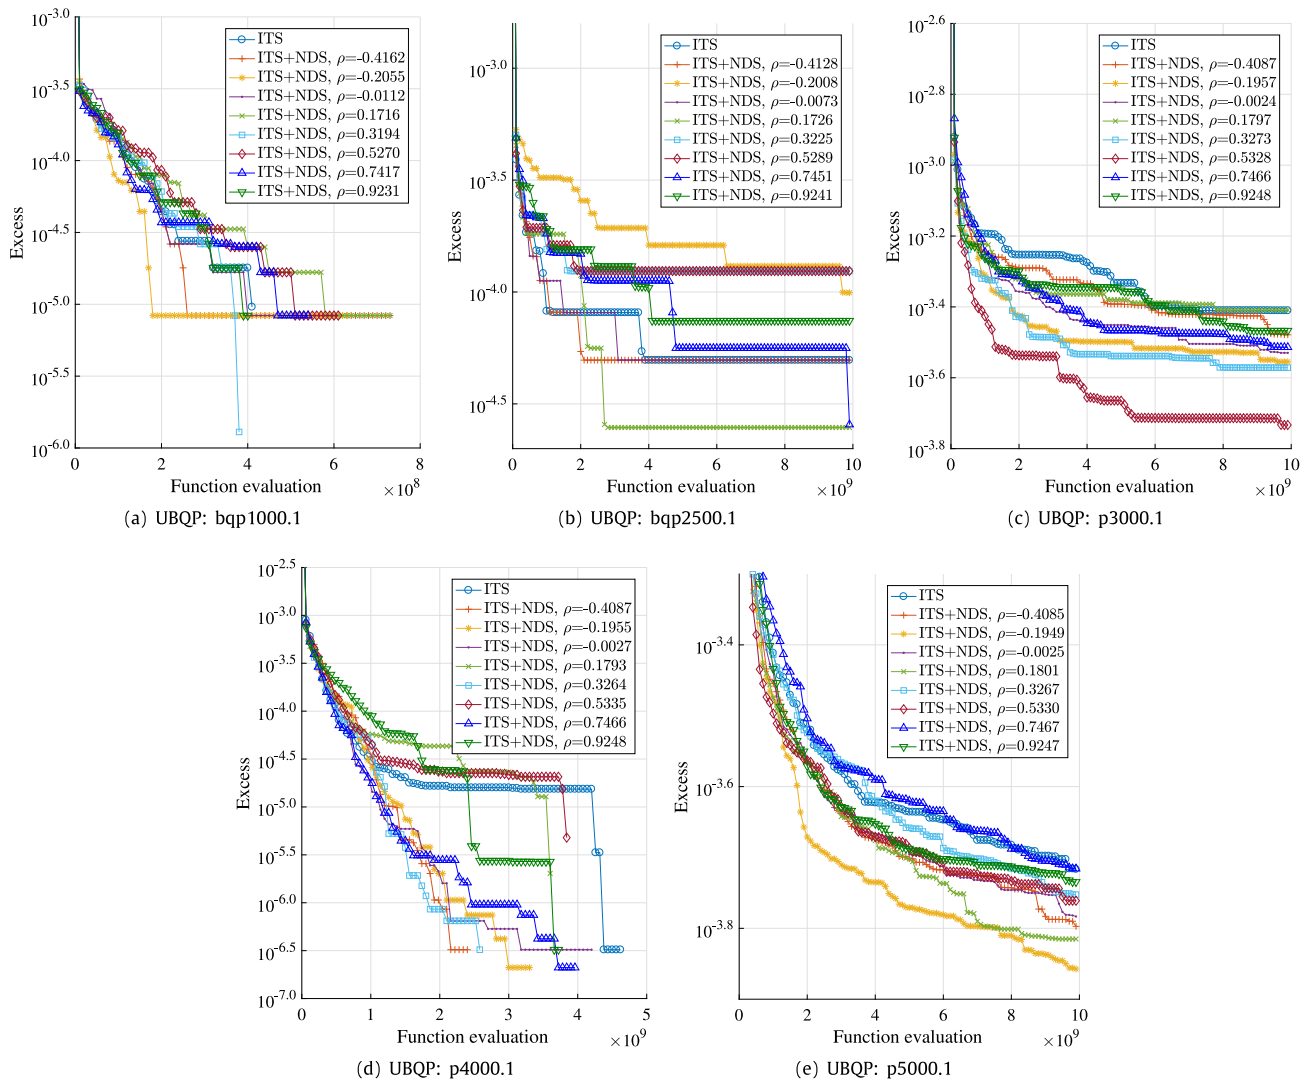 10^-3.0
10^-3.5
10^-4.0
10^-4.5
10^-5.0
10^-5.5
10^-6.0
Excess
0 2 4 6 8
Function evaluation
×10^8
ITS
ITS+NDS, ρ=-0.4162
ITS+NDS, ρ=-0.2055
ITS+NDS, ρ=-0.0112
ITS+NDS, ρ=0.1716
ITS+NDS, ρ=0.3194
ITS+NDS, ρ=0.5270
ITS+NDS, ρ=0.7417
ITS+NDS, ρ=0.9231
(a) UBQP: bqp1000.1
10^-3.0
10^-3.5
10^-4.0
10^-4.5
Excess
0 2 4 6 8 10
Function evaluation
×10^9
ITS
ITS+NDS, ρ=-0.4128
ITS+NDS, ρ=-0.2008
ITS+NDS, ρ=-0.0073
ITS+NDS, ρ=0.1726
ITS+NDS, ρ=0.3225
ITS+NDS, ρ=0.5289
ITS+NDS, ρ=0.7451
ITS+NDS, ρ=0.9241
(b) UBQP: bqp2500.1
10^-2.6
10^-2.8
10^-3.0
10^-3.2
10^-3.4
10^-3.6
10^-3.8
Excess
0 2 4 6 8 10
Function evaluation
×10^9
ITS
ITS+NDS, ρ=-0.4087
ITS+NDS, ρ=-0.1957
ITS+NDS, ρ=-0.0024
ITS+NDS, ρ=0.1797
ITS+NDS, ρ=0.3273
ITS+NDS, ρ=0.5328
ITS+NDS, ρ=0.7466
ITS+NDS, ρ=0.9248
(c) UBQP: p3000.1
10^-2.5
10^-3.0
10^-3.5
10^-4.0
10^-4.5
10^-5.0
10^-5.5
10^-6.0
10^-6.5
10^-7.0
Excess
0 1 2 3 4 5
Function evaluation
×10^9
ITS
ITS+NDS, ρ=-0.4087
ITS+NDS, ρ=-0.1955
ITS+NDS, ρ=-0.0027
ITS+NDS, ρ=0.1793
ITS+NDS, ρ=0.3264
ITS+NDS, ρ=0.5335
ITS+NDS, ρ=0.7466
ITS+NDS, ρ=0.9248
(d) UBQP: p4000.1
10^-3.4
10^-3.6
10^-3.8
Excess
0 2 4 6 8 10
Function evaluation
×10^9
ITS
ITS+NDS, ρ=-0.4085
ITS+NDS, ρ=-0.1949
ITS+NDS, ρ=-0.0025
ITS+NDS, ρ=0.1801
ITS+NDS, ρ=0.3267
ITS+NDS, ρ=0.5330
ITS+NDS, ρ=0.7467
ITS+NDS, ρ=0.9247
(e) UBQP: p5000.1